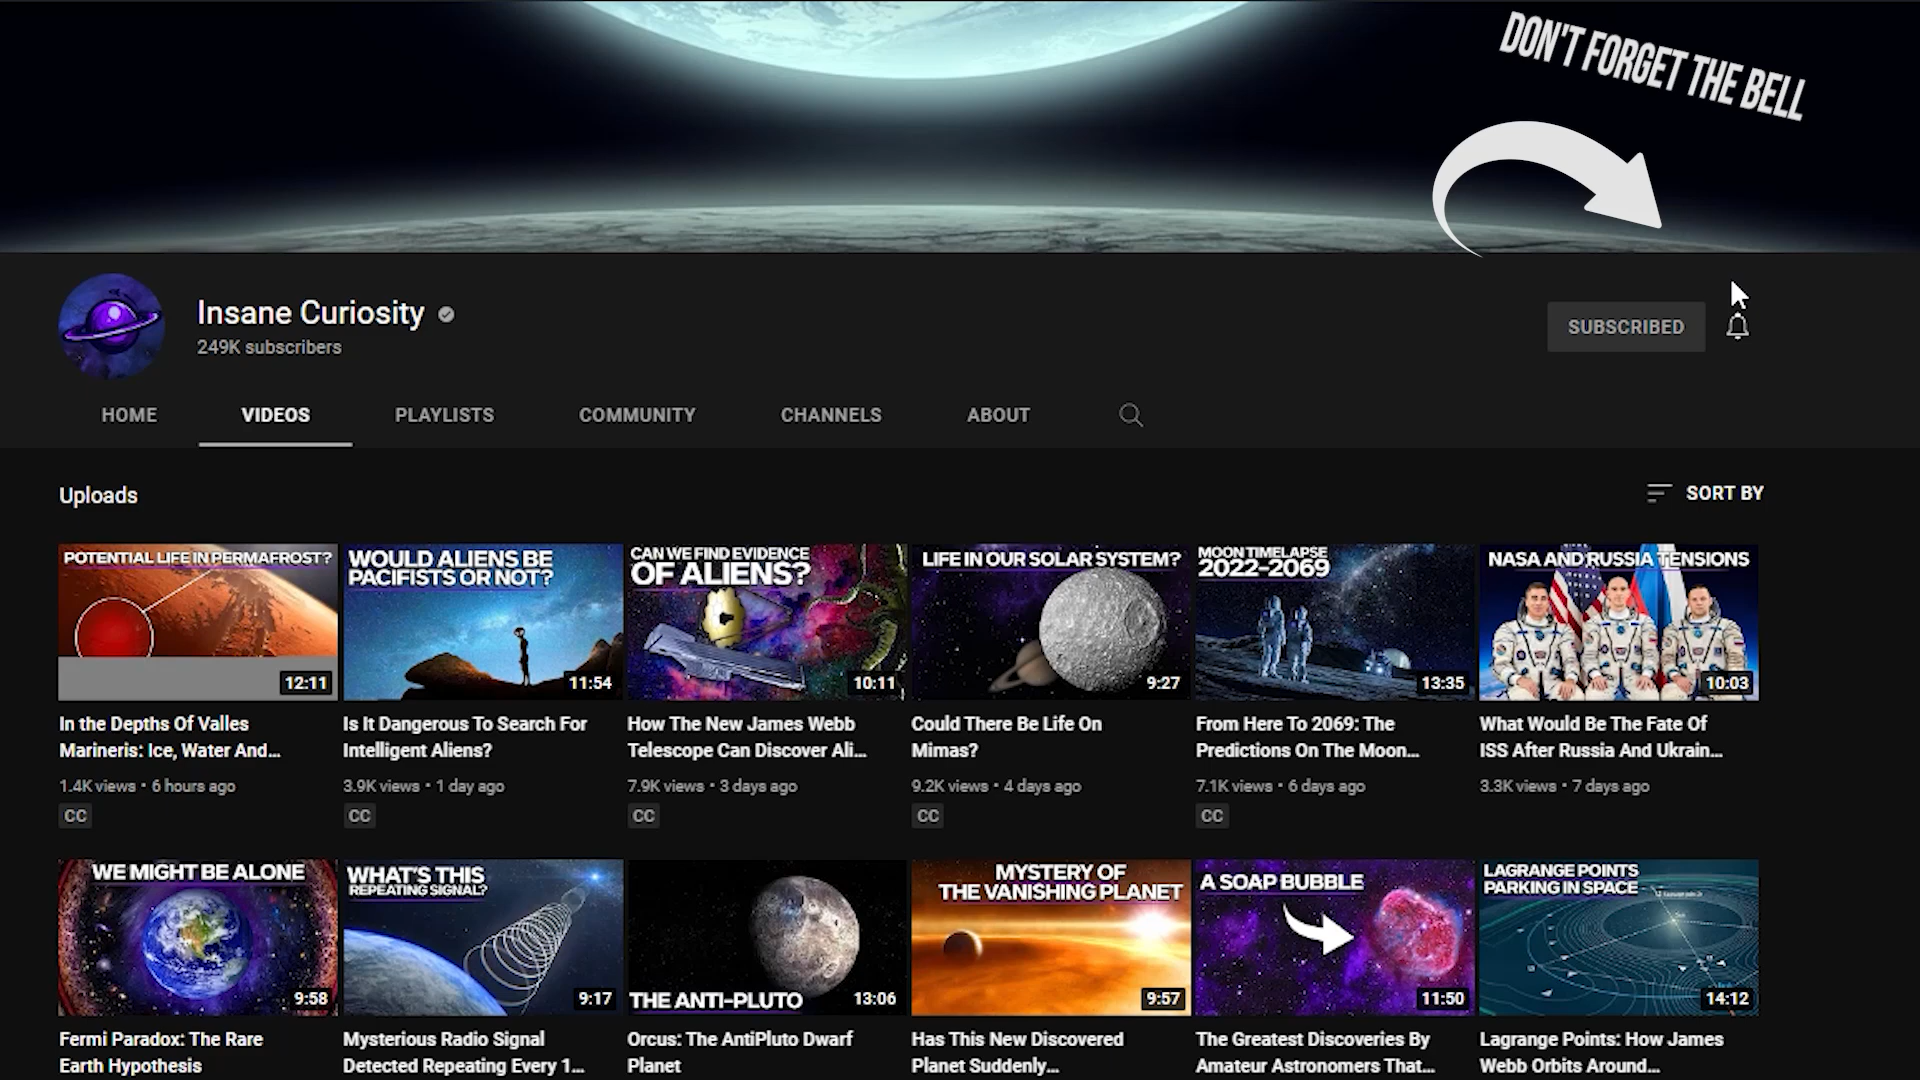 DON'T FORGET THE BELL
Insane Curiosity
249K subscribers
SUBSCRIBED
HOME
VIDEOS
PLAYLISTS
COMMUNITY
CHANNELS
ABOUT
Uploads
SORT BY
POTENTIAL LIFE IN PERMAFROST?
12:11
In the Depths Of Valles
Marineris: Ice, Water And...
1.4K views • 6 hours ago
CC
WOULD ALIENS BE
PACIFISTS OR NOT?
11:54
Is It Dangerous To Search For
Intelligent Aliens?
3.9K views • 1 day ago
CC
CAN WE FIND EVIDENCE
OF ALIENS?
10:11
How The New James Webb
Telescope Can Discover Ali...
7.9K views • 3 days ago
CC
LIFE IN OUR SOLAR SYSTEM?
9:27
Could There Be Life On
Mimas?
9.2K views • 4 days ago
CC
MOON TIMELAPSE
2022-2069
13:35
From Here To 2069: The
Predictions On The Moon...
7.1K views • 6 days ago
CC
NASA AND RUSSIA TENSIONS
10:03
What Would Be The Fate Of
ISS After Russia And Ukrain...
3.3K views • 7 days ago
WE MIGHT BE ALONE
9:58
Fermi Paradox: The Rare
Earth Hypothesis
WHAT'S THIS
REPEATING SIGNAL?
9:17
Mysterious Radio Signal
Detected Repeating Every 1...
THE ANTI-PLUTO
13:06
Orcus: The AntiPluto Dwarf
Planet
MYSTERY OF
THE VANISHING PLANET
9:57
Has This New Discovered
Planet Suddenly...
A SOAP BUBBLE
11:50
The Greatest Discoveries By
Amateur Astronomers That...
LAGRANGE POINTS
PARKING IN SPACE
14:12
Lagrange Points: How James
Webb Orbits Around...